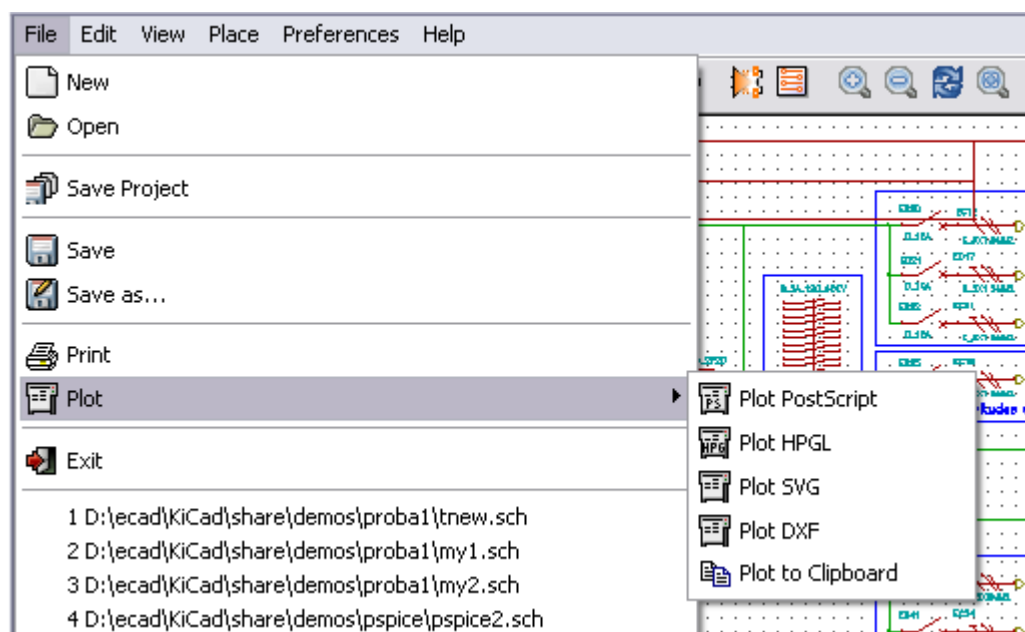 File Edit View Place Preferences Help
New
Open
Save Project
Save
Save as...
Print
Plot
Plot PostScript
Plot HPGL
Plot SVG
Plot DXF
Plot to Clipboard
Exit
1 D:\ecad\KiCad\share\demos\proba1\tnew.sch
2 D:\ecad\KiCad\share\demos\proba1\my1.sch
3 D:\ecad\KiCad\share\demos\proba1\my2.sch
4 D:\ecad\KiCad\share\demos\pspice\pspice2.sch
PS
HPG